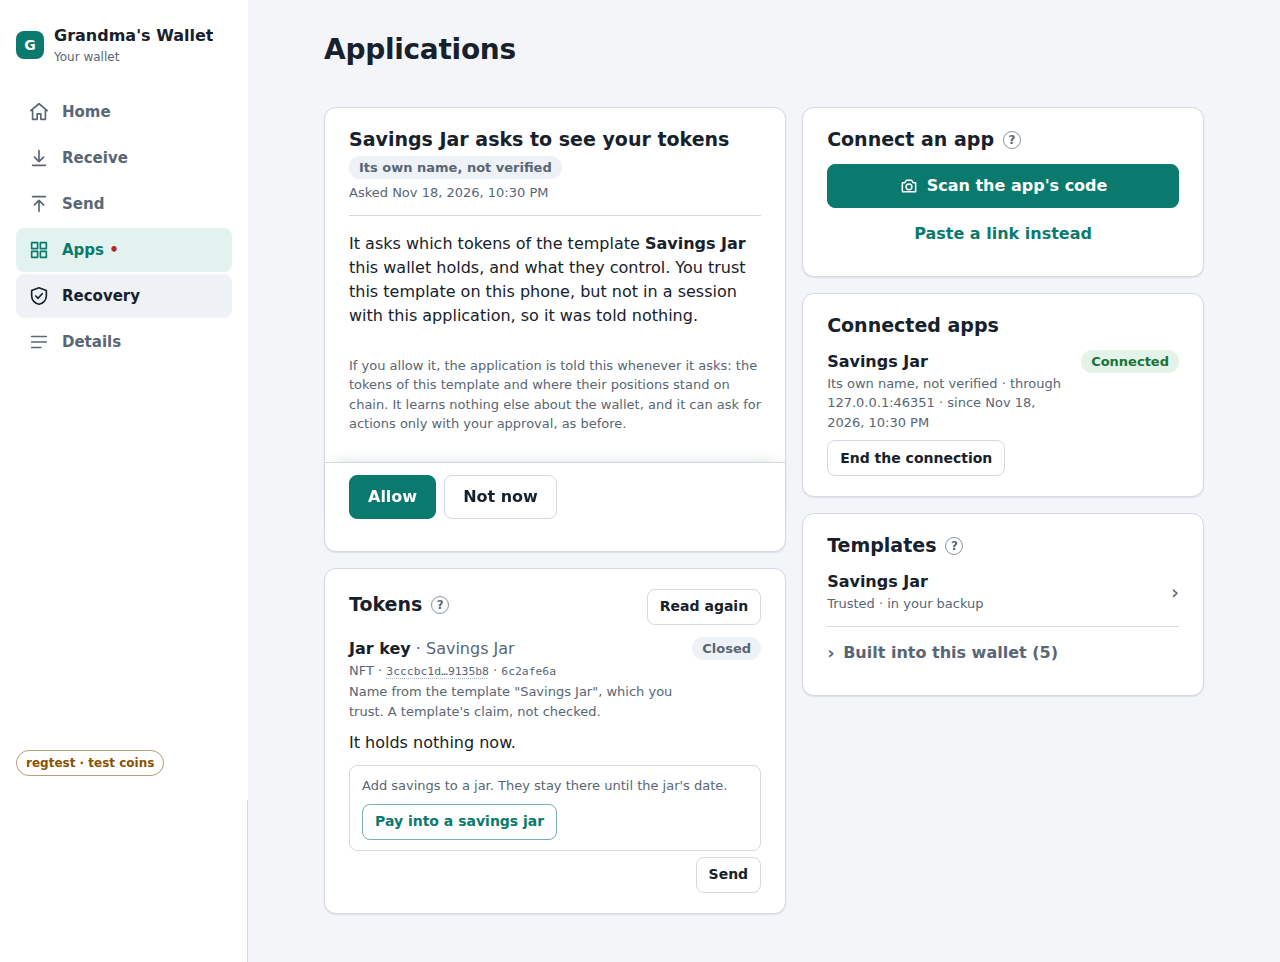 G
Grandma's Wallet
Your wallet
Home
Receive
Send
Apps •
Recovery
Details
regtest · test coins
Applications
Savings Jar asks to see your tokens
Its own name, not verified
Asked Nov 18, 2026, 10:30 PM
It asks which tokens of the template Savings Jar
this wallet holds, and what they control. You trust
this template on this phone, but not in a session
with this application, so it was told nothing.
If you allow it, the application is told this whenever it asks: the
tokens of this template and where their positions stand on
chain. It learns nothing else about the wallet, and it can ask for
actions only with your approval, as before.
Allow
Not now
Tokens ?
Read again
Jar key · Savings Jar
Closed
NFT · 3cccbc1d…9135b8 · 6c2afe6a
Name from the template "Savings Jar", which you
trust. A template's claim, not checked.
It holds nothing now.
Add savings to a jar. They stay there until the jar's date.
Pay into a savings jar
Send
Connect an app ?
Scan the app's code
Paste a link instead
Connected apps
Savings Jar
Connected
Its own name, not verified · through
127.0.0.1:46351 · since Nov 18,
2026, 10:30 PM
End the connection
Templates ?
Savings Jar
Trusted · in your backup
›
› Built into this wallet (5)